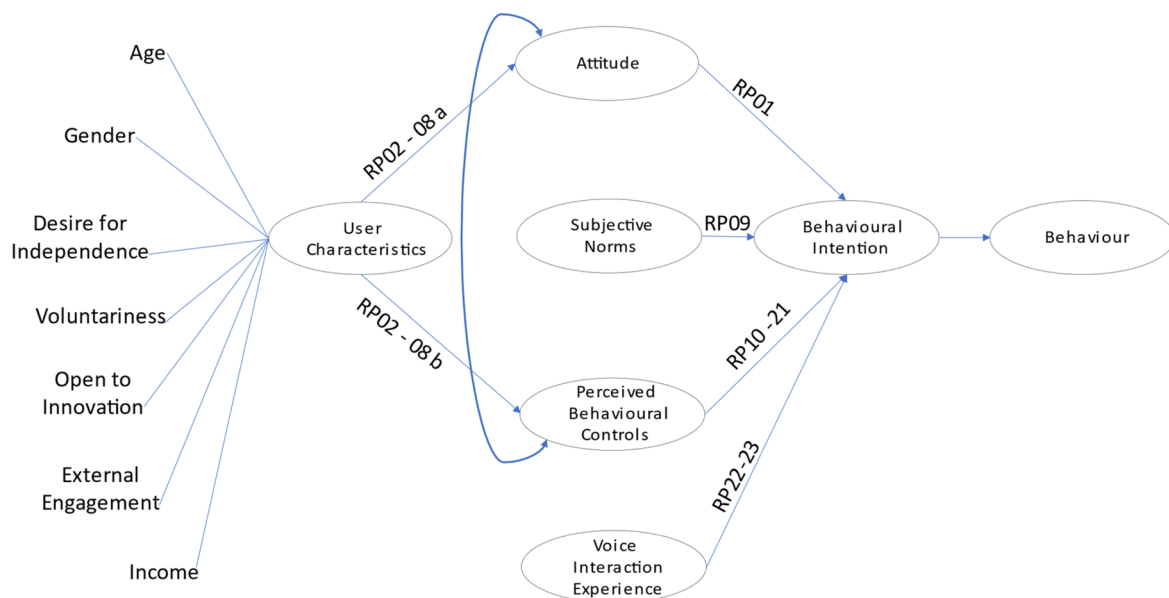 Age
Gender
Desire for
Independence
Voluntariness
Open to
Innovation
External
Engagement
Income
User
Characteristics
RP02 - 08 a
RP02 - 08 b
Attitude
Subjective
Norms
Perceived
Behavioural
Controls
Voice
Interaction
Experience
RP01
RP09
RP10 -21
RP22-23
Behavioural
Intention
Behaviour